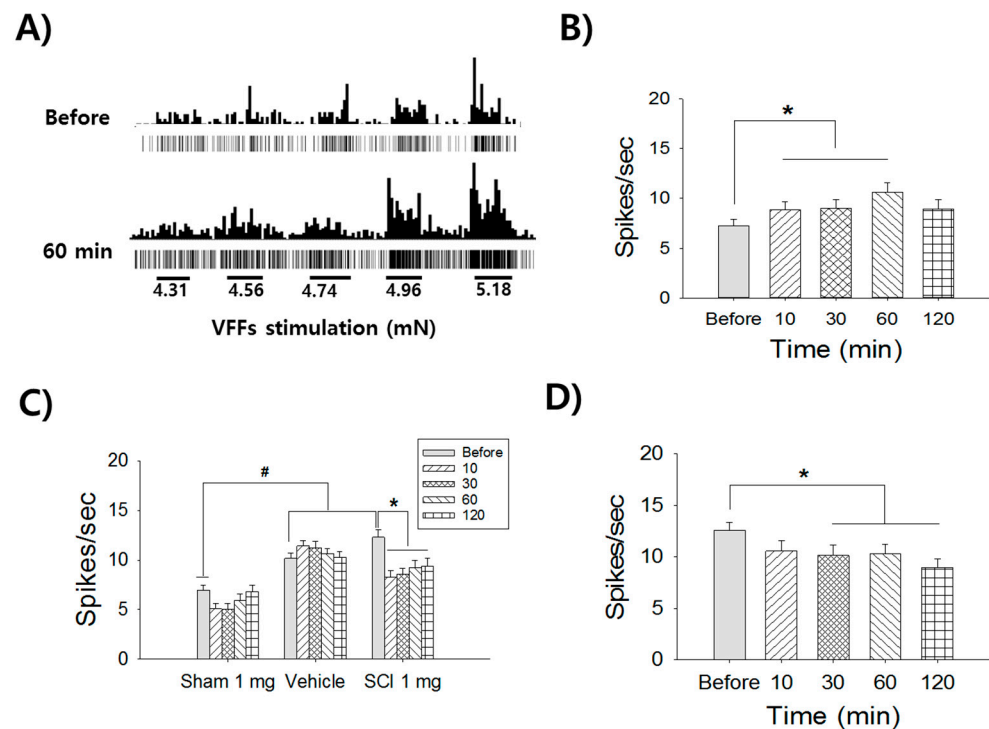 A)
Before
60 min
4.31 4.56 4.74 4.96 5.18
VFFs stimulation (mN)
B)
Spikes/sec
20
15
10
5
0
*
Before 10 30 60 120
Time (min)
C)
Spikes/sec
20
15
10
5
0
#
*
Before
10
30
60
120
Sham 1 mg Vehicle SCI 1 mg
D)
Spikes/sec
20
15
10
5
0
*
Before 10 30 60 120
Time (min)